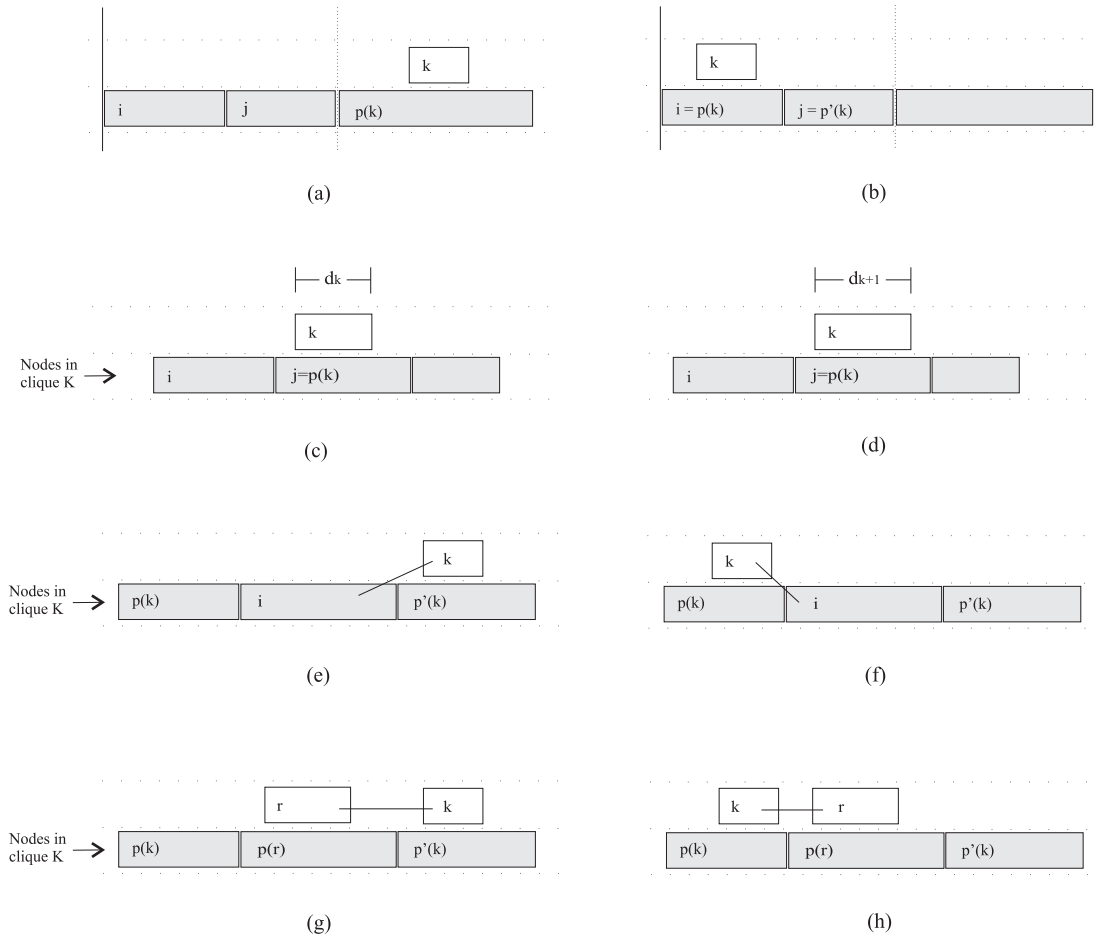 k
i
j
p(k)
(a)
k
i = p(k)
j = p'(k)
(b)
dk
k
Nodes in
clique K
i
j=p(k)
(c)
dk+1
k
i
j=p(k)
(d)
k
Nodes in
clique K
p(k)
i
p'(k)
(e)
k
p(k)
i
p'(k)
(f)
r
k
Nodes in
clique K
p(k)
p(r)
p'(k)
(g)
k
r
p(k)
p(r)
p'(k)
(h)